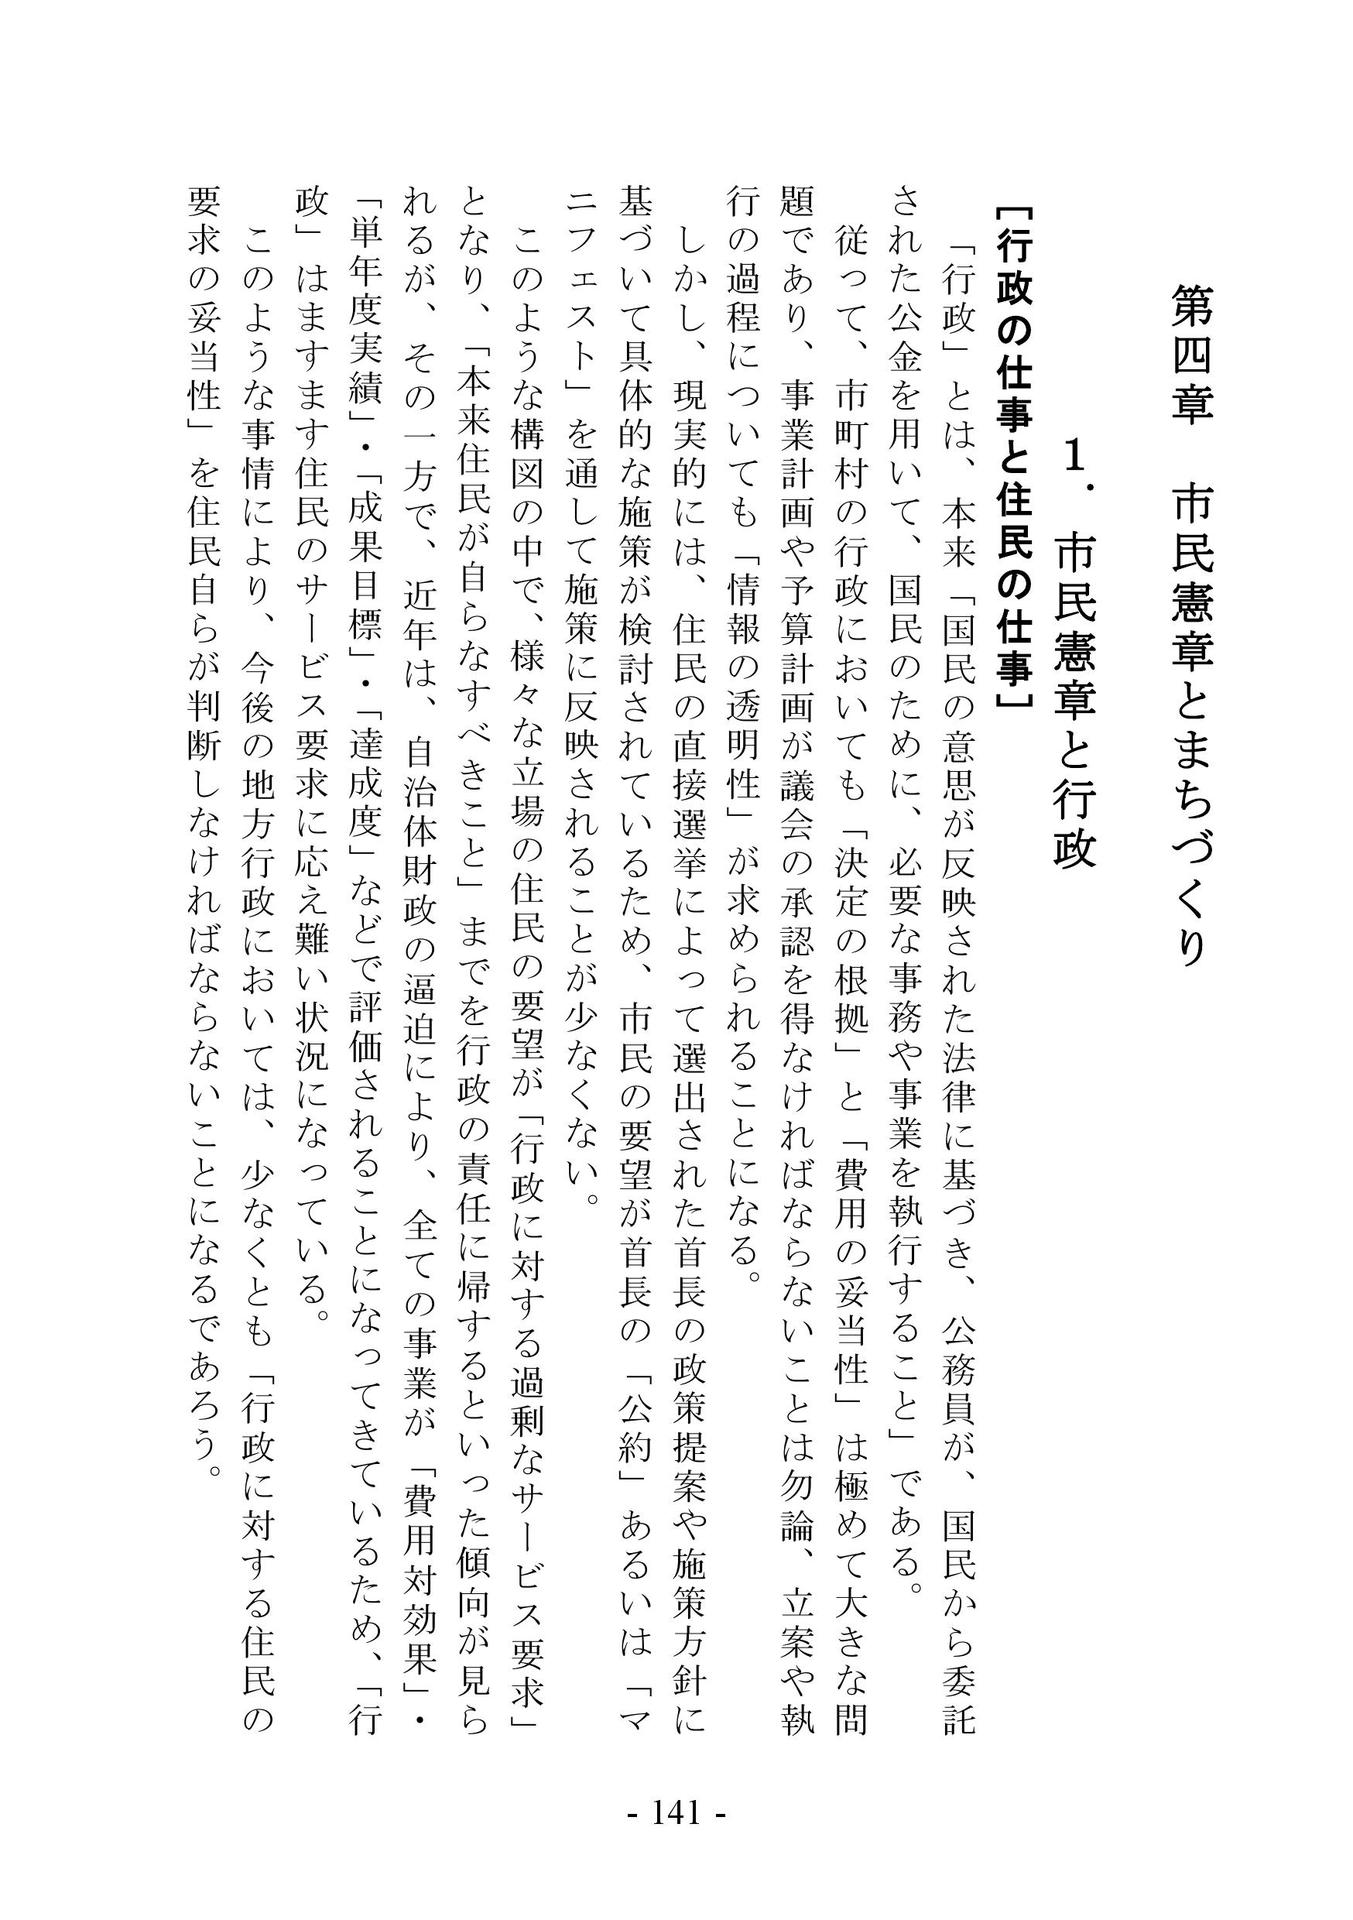 第四章　市民憲章とまちづくり
１．市民憲章と行政
［行政の仕事と住民の仕事］
　「行政」とは、本来「国民の意思が反映された法律に基づき、公務員が、国民から委託
された公金を用いて、国民のために、必要な事務や事業を執行すること」である。
　従って、市町村の行政においても「決定の根拠」と「費用の妥当性」は極めて大きな問
題であり、事業計画や予算計画が議会の承認を得なければならないことは勿論、立案や執
行の過程についても「情報の透明性」が求められることになる。
　しかし、現実的には、住民の直接選挙によって選出された首長の政策提案や施策方針に
基づいて具体的な施策が検討されているため、市民の要望が首長の「公約」あるいは「マ
ニフェスト」を通して施策に反映されることが少なくない。
　このような構図の中で、様々な立場の住民の要望が「行政に対する過剰なサービス要求」
となり、「本来住民が自らなすべきこと」までを行政の責任に帰するといった傾向が見ら
れるが、その一方で、近年は、自治体財政の逼迫により、全ての事業が「費用対効果」・
「単年度実績」・「成果目標」・「達成度」などで評価されることになってきているため、「行
政」はますます住民のサービス要求に応え難い状況になっている。
　このような事情により、今後の地方行政においては、少なくとも「行政に対する住民の
要求の妥当性」を住民自らが判断しなければならないことになるであろう。
- 141 -